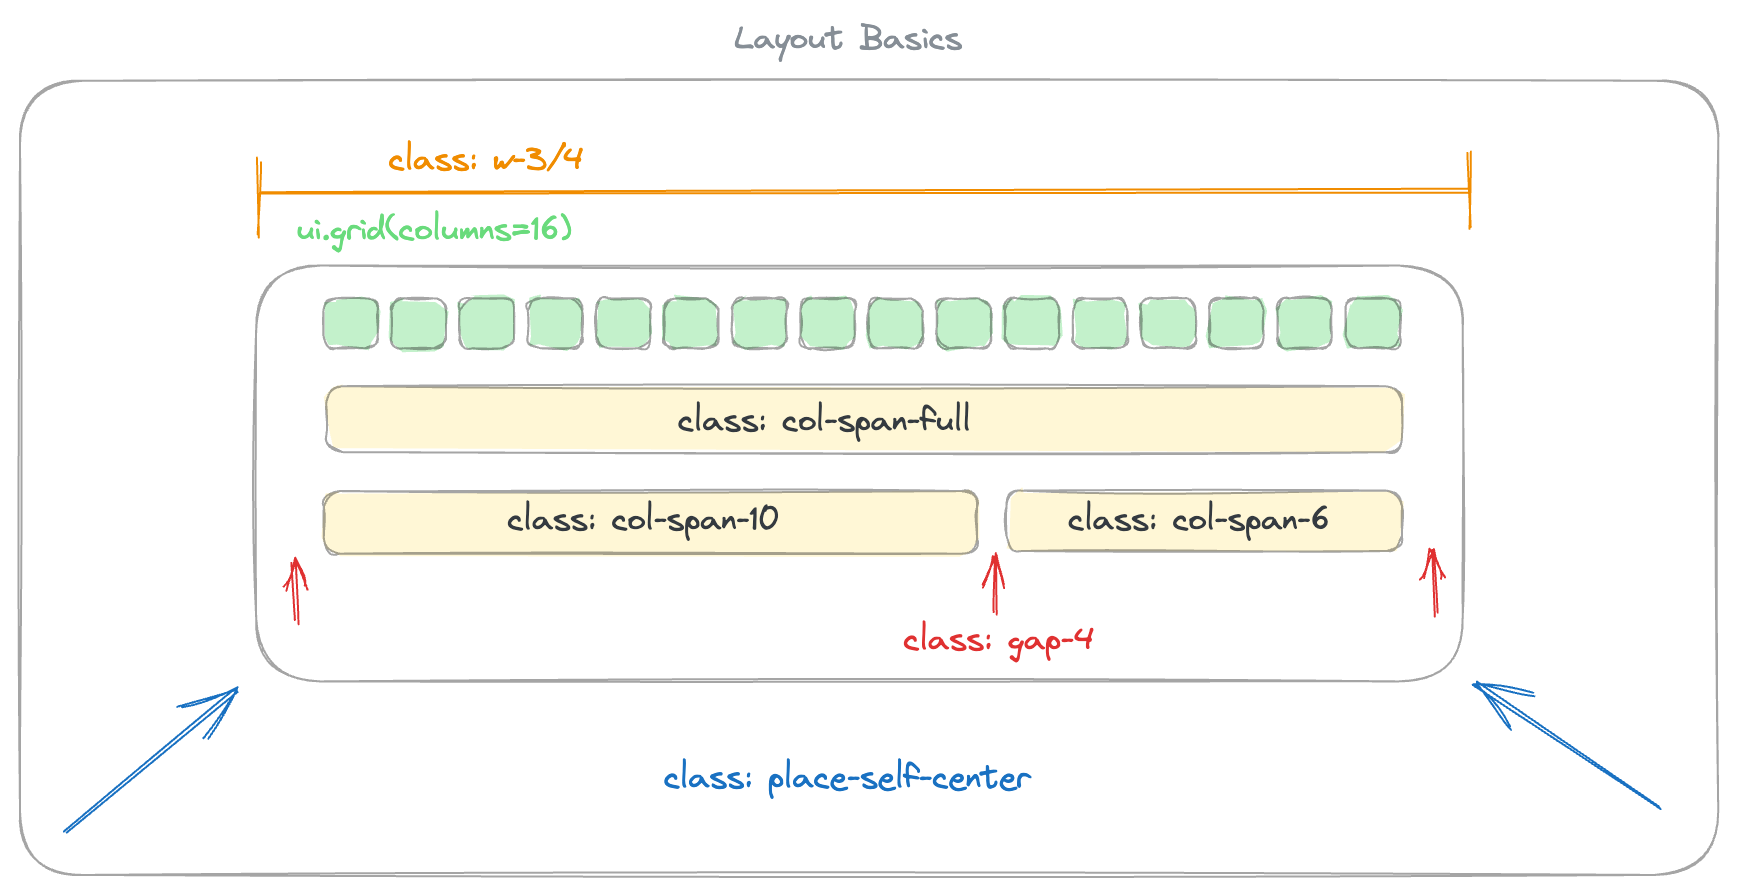 Layout Basics
class: w-3/4
ui.grid(columns=16)
class: col-span-full
class: col-span-10
class: col-span-6
class: gap-4
class: place-self-center